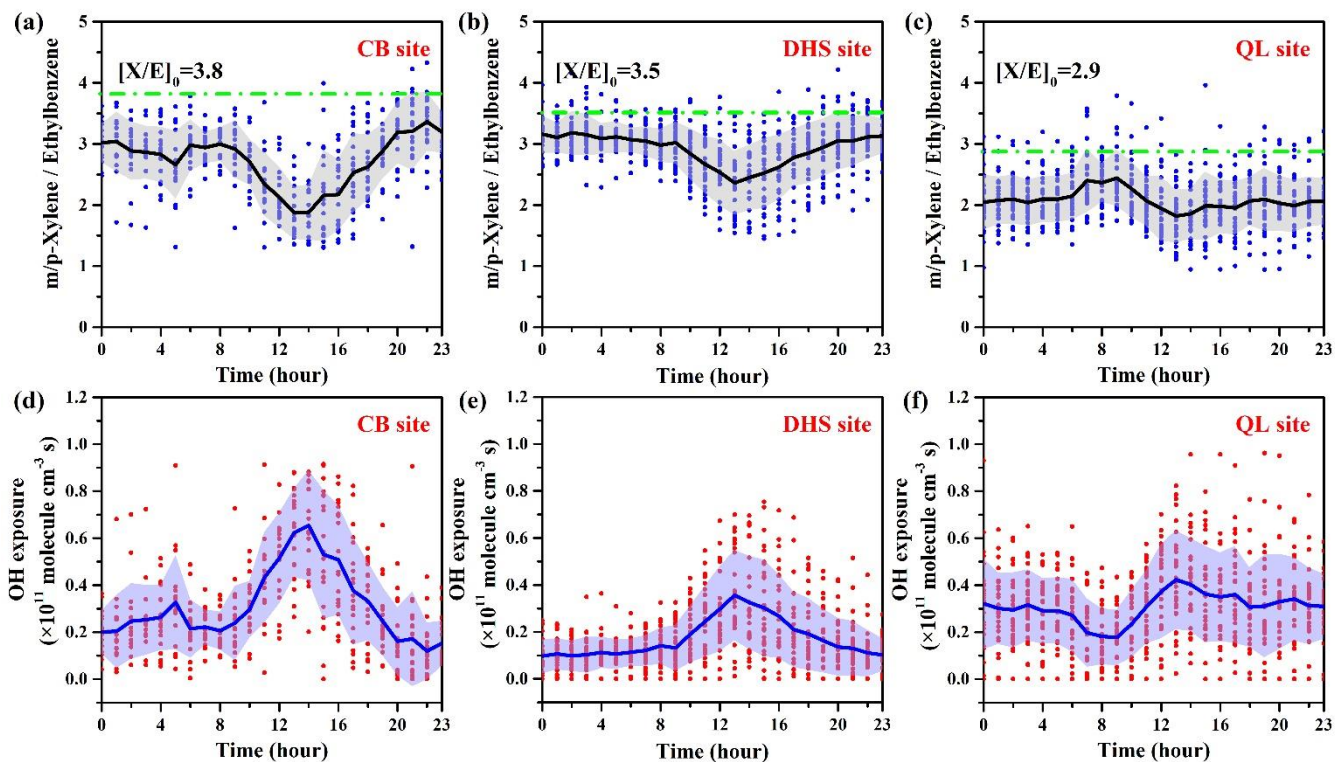 (a)
CB site
[X/E]0=3.8
m/p-Xylene / Ethylbenzene
5
4
3
2
1
0
0 4 8 12 16 20 23
Time (hour)
(b)
DHS site
[X/E]0=3.5
m/p-Xylene / Ethylbenzene
5
4
3
2
1
0
0 4 8 12 16 20 23
Time (hour)
(c)
QL site
[X/E]0=2.9
m/p-Xylene / Ethylbenzene
5
4
3
2
1
0
0 4 8 12 16 20 23
Time (hour)
(d)
CB site
OH exposure
(×10¹¹ molecule cm⁻³ s)
1.2
1.0
0.8
0.6
0.4
0.2
0.0
0 4 8 12 16 20 23
Time (hour)
(e)
DHS site
OH exposure
(×10¹¹ molecule cm⁻³ s)
1.2
1.0
0.8
0.6
0.4
0.2
0.0
0 4 8 12 16 20 23
Time (hour)
(f)
QL site
OH exposure
(×10¹¹ molecule cm⁻³ s)
1.2
1.0
0.8
0.6
0.4
0.2
0.0
0 4 8 12 16 20 23
Time (hour)